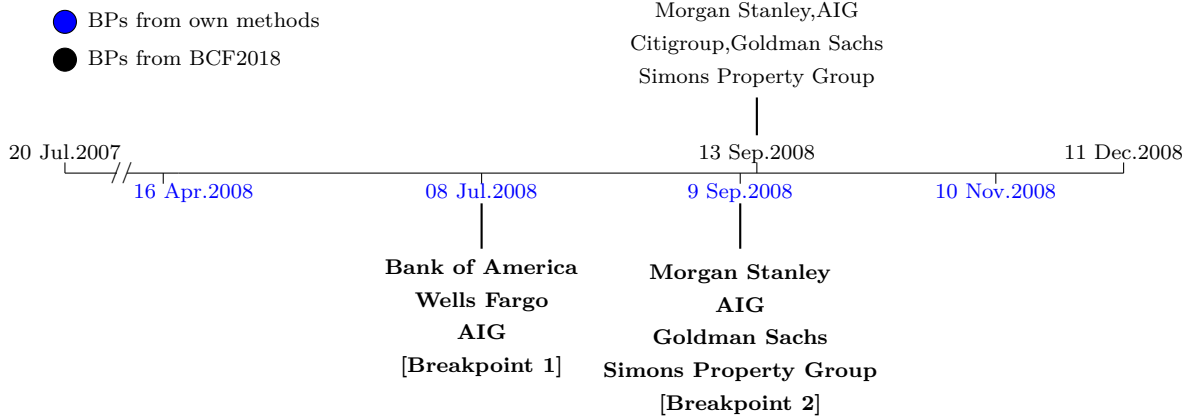 BPs from own methods
BPs from BCF2018
Morgan Stanley,AIG
Citigroup,Goldman Sachs
Simons Property Group
20 Jul.2007
13 Sep.2008
11 Dec.2008
16 Apr.2008
08 Jul.2008
9 Sep.2008
10 Nov.2008
Bank of America
Wells Fargo
AIG
[Breakpoint 1]
Morgan Stanley
AIG
Goldman Sachs
Simons Property Group
[Breakpoint 2]